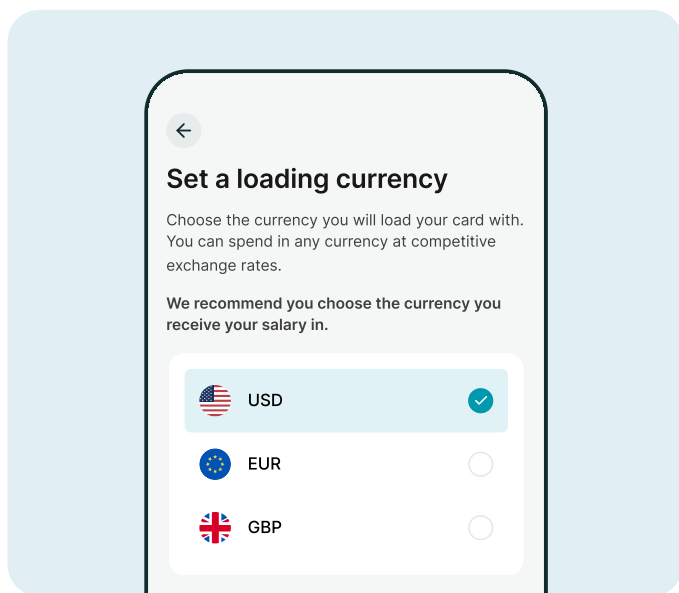 Set a loading currency
Choose the currency you will load your card with.
You can spend in any currency at competitive
exchange rates.
We recommend you choose the currency you
receive your salary in.
USD
EUR
GBP